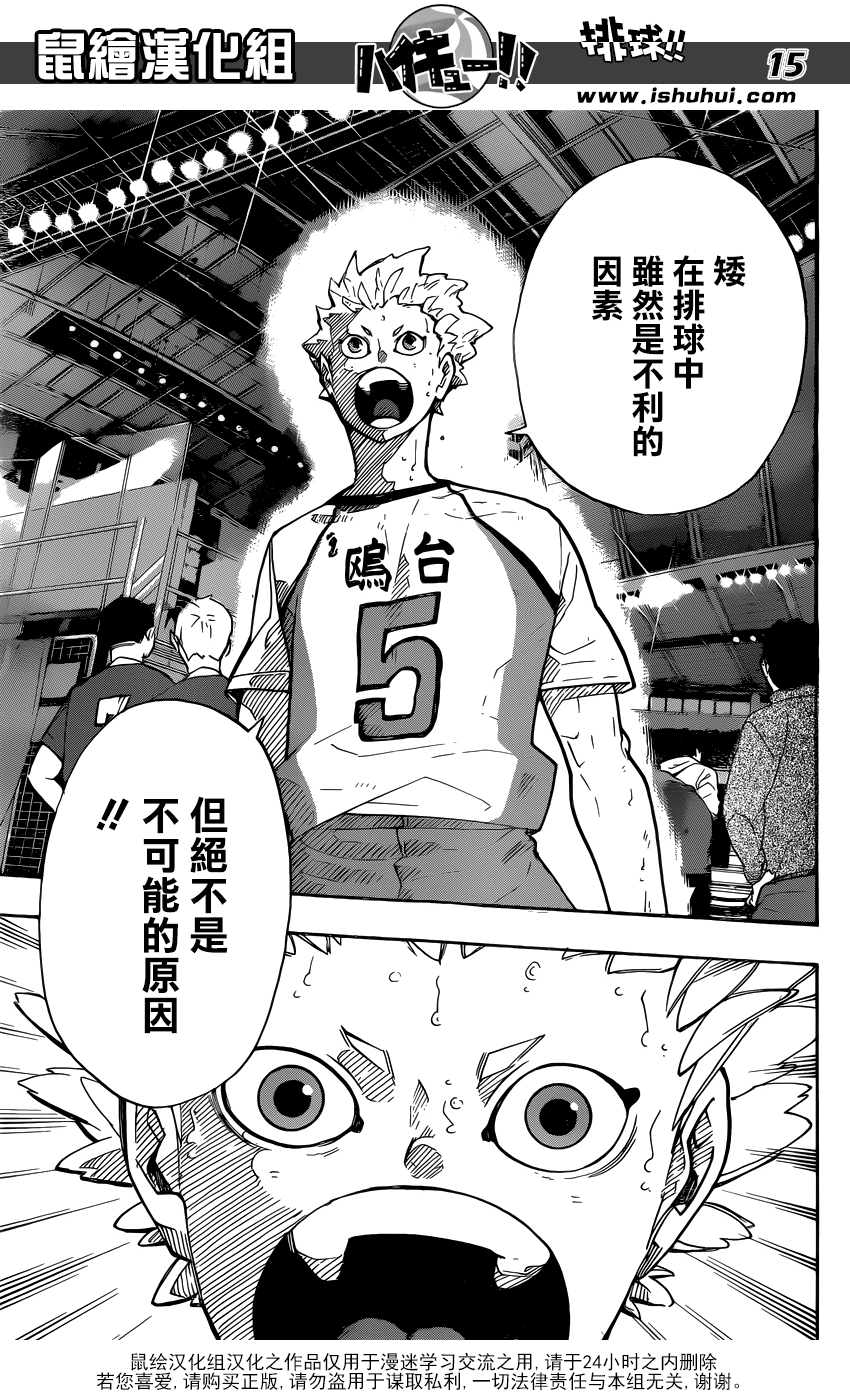 鼠繪漢化組
ハイキュー!!
排球!!
15
www.ishuhui.com
矮
在排球中
雖然是不利的
因素
鴎台
5
但絕不是
不可能的原因
!!
鼠绘汉化组汉化之作品仅用于漫迷学习交流之用, 请于24小时之内删除
若您喜爱, 请购买正版, 请勿盗用于谋取私利, 一切法律责任与本组无关, 谢谢。